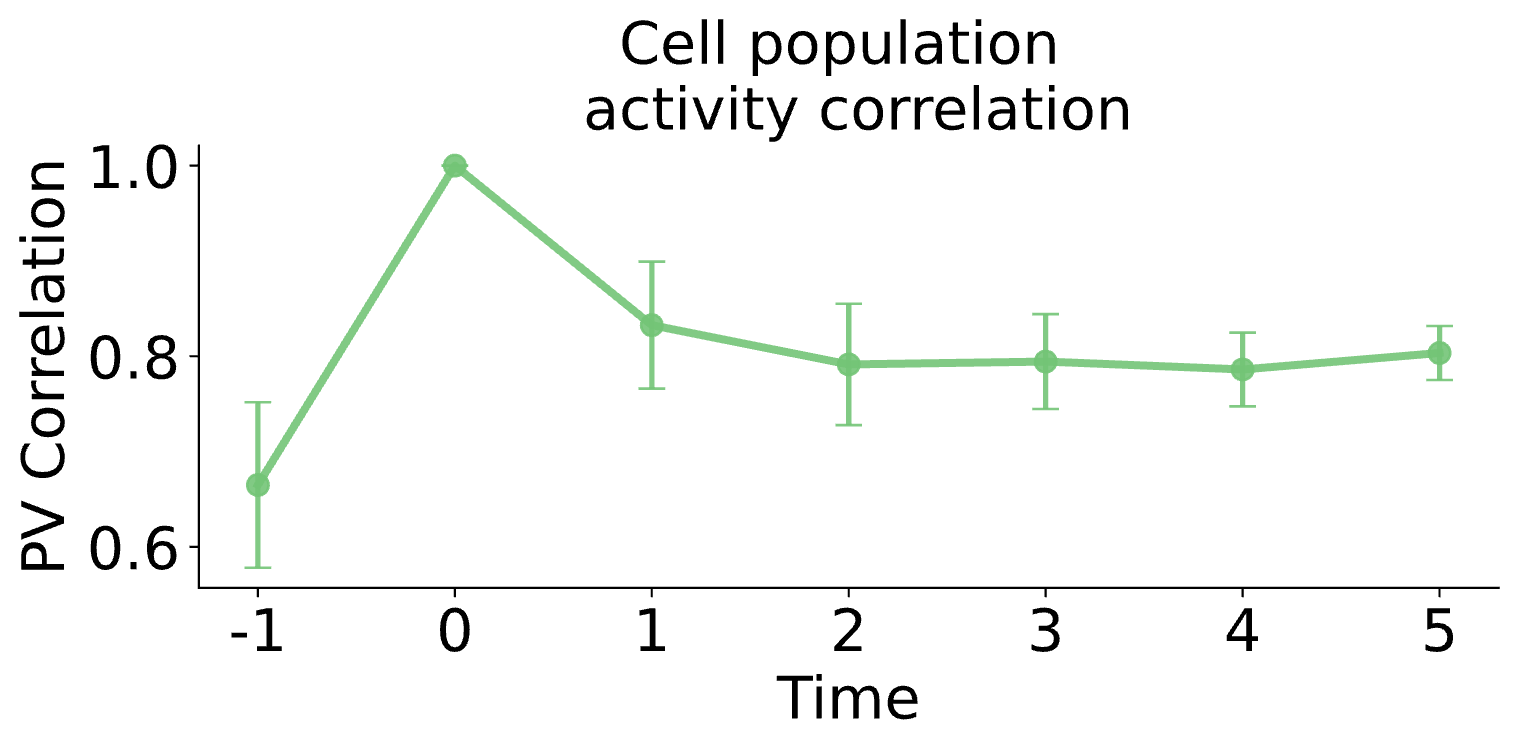 Cell population
activity correlation
PV Correlation
1.0
0.8
0.6
-1 0 1 2 3 4 5
Time